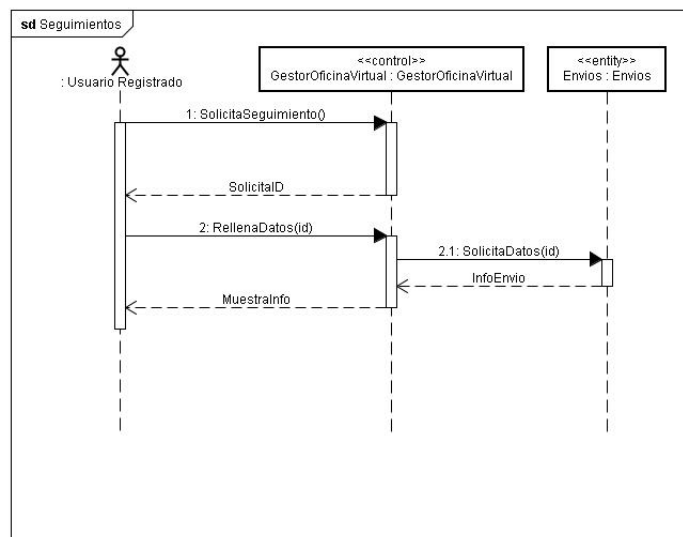 sd Seguimientos
<<control>>
GestorOficinaVirtual : GestorOficinaVirtual
<<entity>>
Envios : Envios
: Usuario Registrado
1: SolicitaSeguimiento()
SolicitaID
2: RellenaDatos(id)
2.1: SolicitaDatos(id)
InfoEnvio
MuestraInfo